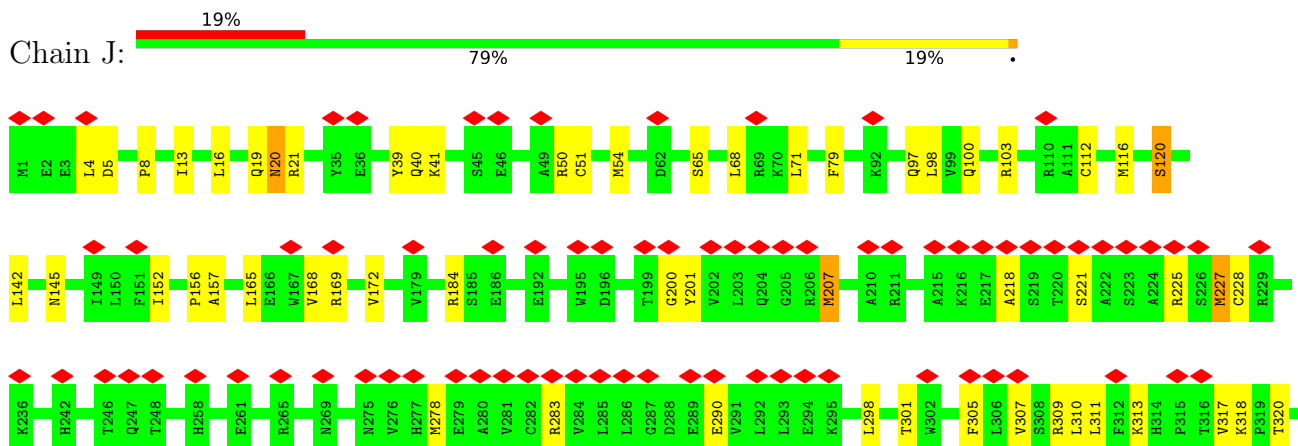 19%
Chain J:
79% 19% •
M1 E2 E3 L4 D5 P8 I13 L16 Q19 N20 R21 Y35 E36 Y39 Q40 K41 S45 E46 A49 R50 C51 M54 D62 S65 L68 R69 K70 L71 F79 K92 Q97 L98 V99 Q100 R103 R110 A111 C112 M116 S120
L142 N145 I149 L150 F151 I152 P156 A157 L165 E166 W167 V168 R169 V172 V179 R184 S185 E186 E192 W195 D196 T199 G200 Y201 V202 L203 Q204 G205 R206 M207 A210 R211 A215 K216 E217 A218 S219 T220 S221 A222 S223 A224 R225 S226 M227 C228 R229
K236 H242 T246 Q247 T248 H258 E261 R265 N269 N275 V276 H277 M278 E279 A280 V281 C282 R283 V284 L285 L286 G287 D288 E289 E290 V291 L292 L293 E294 K295 L298 T301 W302 F305 L306 V307 S308 R309 L310 L311 F312 K313 H314 P315 T316 V317 K318 P319 T320